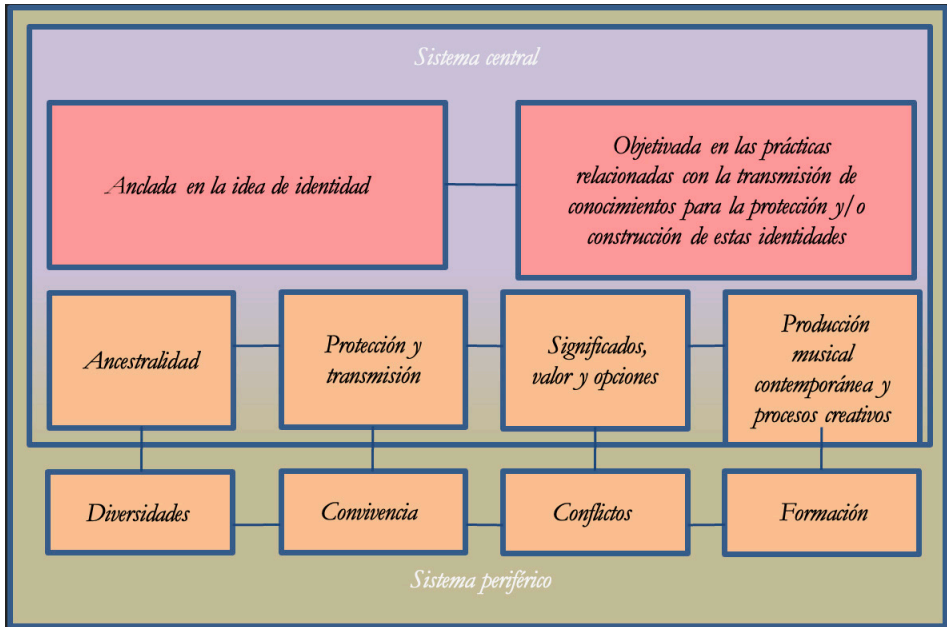 Sistema central
Anclada en la idea de identidad
Objetivada en las prácticas
relacionadas con la transmisión de
conocimientos para la protección y/o
construcción de estas identidades
Ancestralidad
Protección y
transmisión
Significados,
valor y opciones
Producción
musical
contemporánea y
procesos creativos
Diversidades
Convivencia
Conflictos
Formación
Sistema periférico